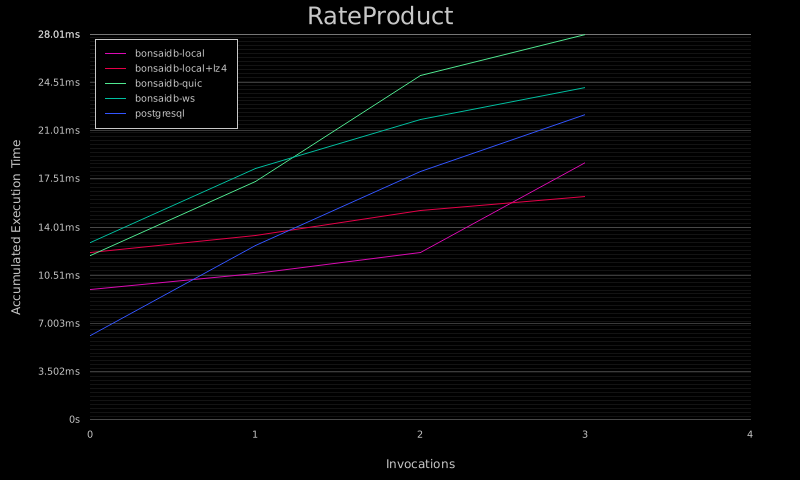 RateProduct
28.01ms
24.51ms
21.01ms
17.51ms
14.01ms
10.51ms
7.003ms
3.502ms
0s
bonsaidb-local
bonsaidb-local+lz4
bonsaidb-quic
bonsaidb-ws
postgresql
Accumulated Execution Time
0 1 2 3 4
Invocations